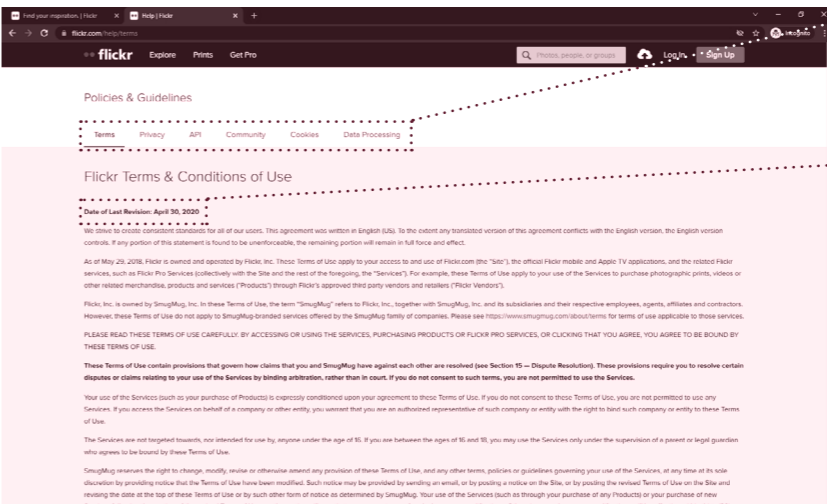 Find your inspiration. | Flickr
Help | Flickr
flickr.com/help/terms
Incognito
flickr
Explore
Prints
Get Pro
Photos, people, or groups
Log In
Sign Up
Policies & Guidelines
Terms
Privacy
API
Community
Cookies
Data Processing
Flickr Terms & Conditions of Use
Date of Last Revision: April 30, 2020
We strive to create consistent standards for all of our users. This agreement was written in English (US). To the extent any translated version of this agreement conflicts with the English version, the English version
controls. If any portion of this statement is found to be unenforceable, the remaining portion will remain in full force and effect.
As of May 29, 2018, Flickr is owned and operated by Flickr, Inc. These Terms of Use apply to your access to and use of Flickr.com (the "Site"), the official Flickr mobile and Apple TV applications, and the related Flickr
services, such as Flickr Pro Services (collectively with the Site and the rest of the foregoing, the "Services"). For example, these Terms of Use apply to your use of the Services to purchase photographic prints, videos or
other related merchandise, products and services ("Products") through Flickr's approved third party vendors and retailers ("Flickr Vendors").
Flickr, Inc. is owned by SmugMug, Inc. In these Terms of Use, the term "SmugMug" refers to Flickr, Inc., together with SmugMug, Inc. and its subsidiaries and their respective employees, agents, affiliates and contractors.
However, these Terms of Use do not apply to SmugMug-branded services offered by the SmugMug family of companies. Please see https://www.smugmug.com/about/terms for terms of use applicable to those services.
PLEASE READ THESE TERMS OF USE CAREFULLY. BY ACCESSING OR USING THE SERVICES, PURCHASING PRODUCTS OR FLICKR PRO SERVICES, OR CLICKING THAT YOU AGREE, YOU AGREE TO BE BOUND BY
THESE TERMS OF USE.
These Terms of Use contain provisions that govern how claims that you and SmugMug have against each other are resolved (see Section 15 — Dispute Resolution). These provisions require you to resolve certain
disputes or claims relating to your use of the Services by binding arbitration, rather than in court. If you do not consent to such terms, you are not permitted to use the Services.
Your use of the Services (such as your purchase of Products) is expressly conditioned upon your agreement to these Terms of Use. If you do not consent to these Terms of Use, you are not permitted to use any
Services. If you access the Services on behalf of a company or other entity, you warrant that you are an authorized representative of such company or entity with the right to bind such company or entity to these Terms
of Use.
The Services are not targeted towards, nor intended for use by, anyone under the age of 16. If you are between the ages of 16 and 18, you may use the Services only under the supervision of a parent or legal guardian
who agrees to be bound by these Terms of Use.
SmugMug reserves the right to change, modify, revise or otherwise amend any provision of these Terms of Use, and any other terms, policies or guidelines governing your use of the Services, at any time at its sole
discretion by providing notice that the Terms of Use have been modified. Such notice may be provided by sending an email, or by posting a notice on the Site, or by posting the revised Terms of Use on the Site and
revising the date at the top of these Terms of Use or by such other form of notice as determined by SmugMug. Your use of the Services (such as through your purchase of any Products) or your purchase of new